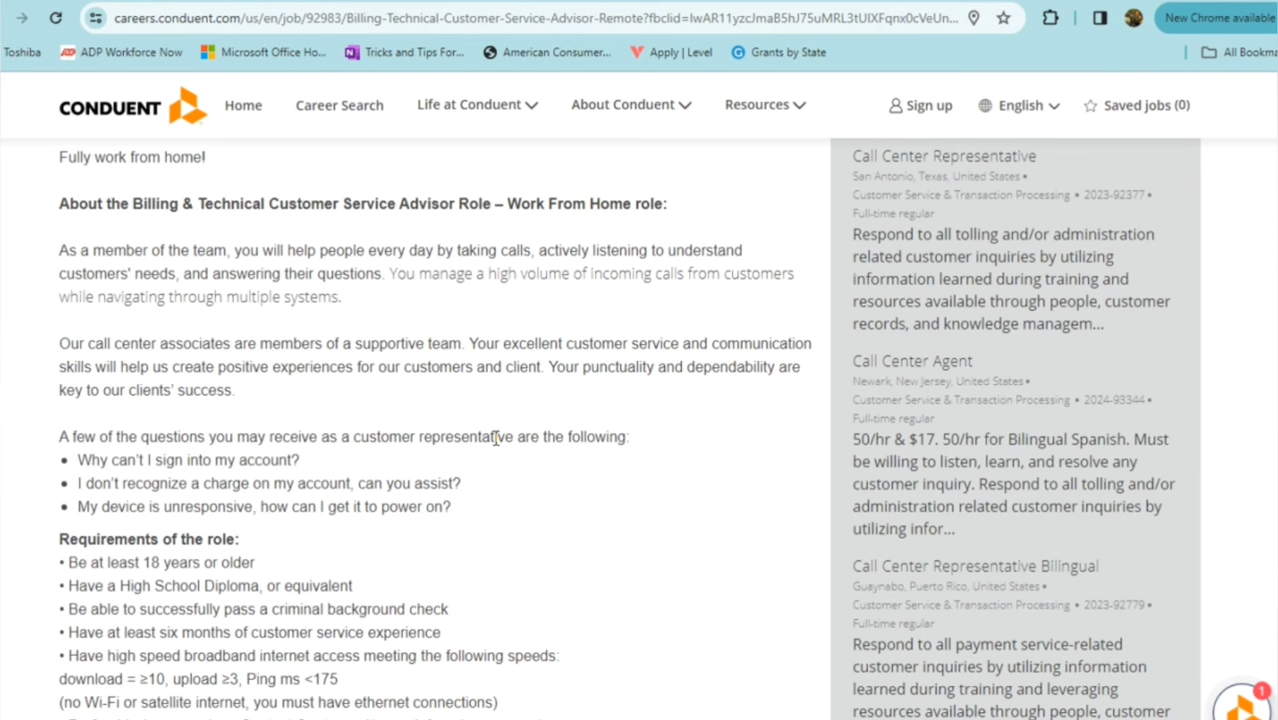 careers.conduent.com/us/en/job/92983/Billing-Technical-Customer-Service-Advisor-Remote?fbclid=IwAR11yzcJmaB5hJ75uMRL3tUIXFqnx0cVeUn...
New Chrome available
Toshiba
ADP Workforce Now
Microsoft Office Ho...
Tricks and Tips For...
American Consumer...
Apply | Level
Grants by State
All Bookma
CONDUENT
Home
Career Search
Life at Conduent
About Conduent
Resources
Sign up
English
Saved jobs (0)
Fully work from home!
About the Billing & Technical Customer Service Advisor Role – Work From Home role:
As a member of the team, you will help people every day by taking calls, actively listening to understand
customers' needs, and answering their questions. You manage a high volume of incoming calls from customers
while navigating through multiple systems.
Our call center associates are members of a supportive team. Your excellent customer service and communication
skills will help us create positive experiences for our customers and client. Your punctuality and dependability are
key to our clients' success.
A few of the questions you may receive as a customer representative are the following:
• Why can't I sign into my account?
• I don't recognize a charge on my account, can you assist?
• My device is unresponsive, how can I get it to power on?
Requirements of the role:
• Be at least 18 years or older
• Have a High School Diploma, or equivalent
• Be able to successfully pass a criminal background check
• Have at least six months of customer service experience
• Have high speed broadband internet access meeting the following speeds:
download = ≥10, upload ≥3, Ping ms <175
(no Wi-Fi or satellite internet, you must have ethernet connections)
Call Center Representative
San Antonio, Texas, United States •
Customer Service & Transaction Processing • 2023-92377 •
Full-time regular
Respond to all tolling and/or administration
related customer inquiries by utilizing
information learned during training and
resources available through people, customer
records, and knowledge managem...
Call Center Agent
Newark, New Jersey, United States •
Customer Service & Transaction Processing • 2024-93344 •
Full-time regular
50/hr & $17. 50/hr for Bilingual Spanish. Must
be willing to listen, learn, and resolve any
customer inquiry. Respond to all tolling and/or
administration related customer inquiries by
utilizing infor...
Call Center Representative Bilingual
Guaynabo, Puerto Rico, United States •
Customer Service & Transaction Processing • 2023-92779 •
Full-time regular
Respond to all payment service-related
customer inquiries by utilizing information
learned during training and leveraging
resources available through people, customer
1